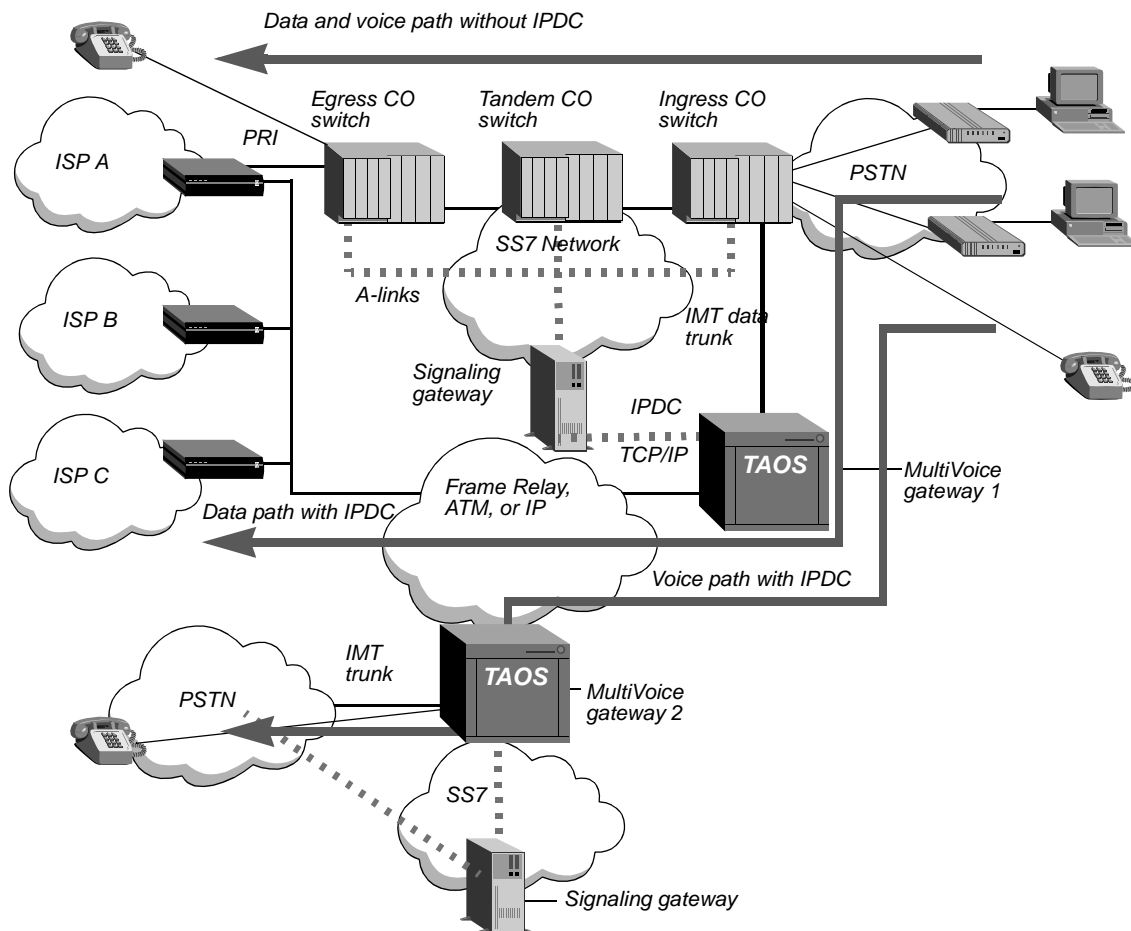 Data and voice path without IPDC
Egress CO
switch
Tandem CO
switch
Ingress CO
switch
PRI
ISP A
PSTN
SS7 Network
A-links
ISP B
IMT data
trunk
Signaling
gateway
IPDC
TCP/IP
TAOS
MultiVoice
gateway 1
ISP C
Frame Relay,
ATM, or IP
Data path with IPDC
Voice path with IPDC
IMT
trunk
TAOS
PSTN
MultiVoice
gateway 2
SS7
Signaling gateway